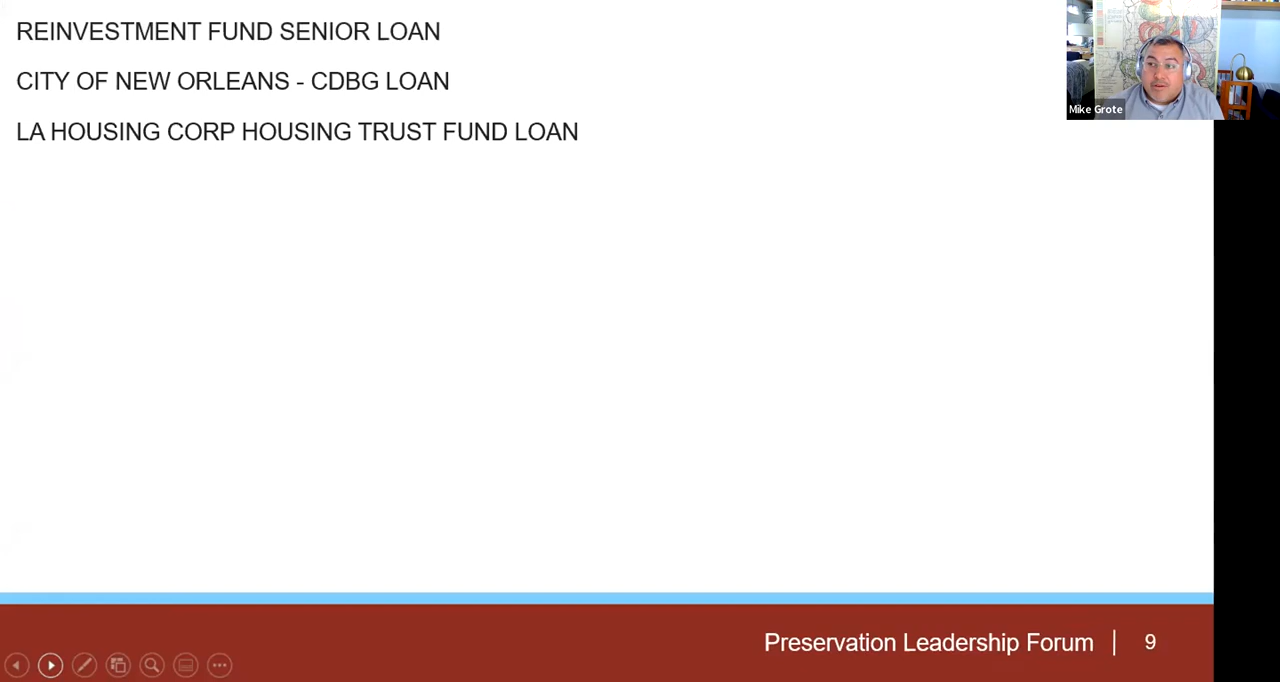 REINVESTMENT FUND SENIOR LOAN
CITY OF NEW ORLEANS - CDBG LOAN
LA HOUSING CORP HOUSING TRUST FUND LOAN
Mike Grote
Preservation Leadership Forum | 9